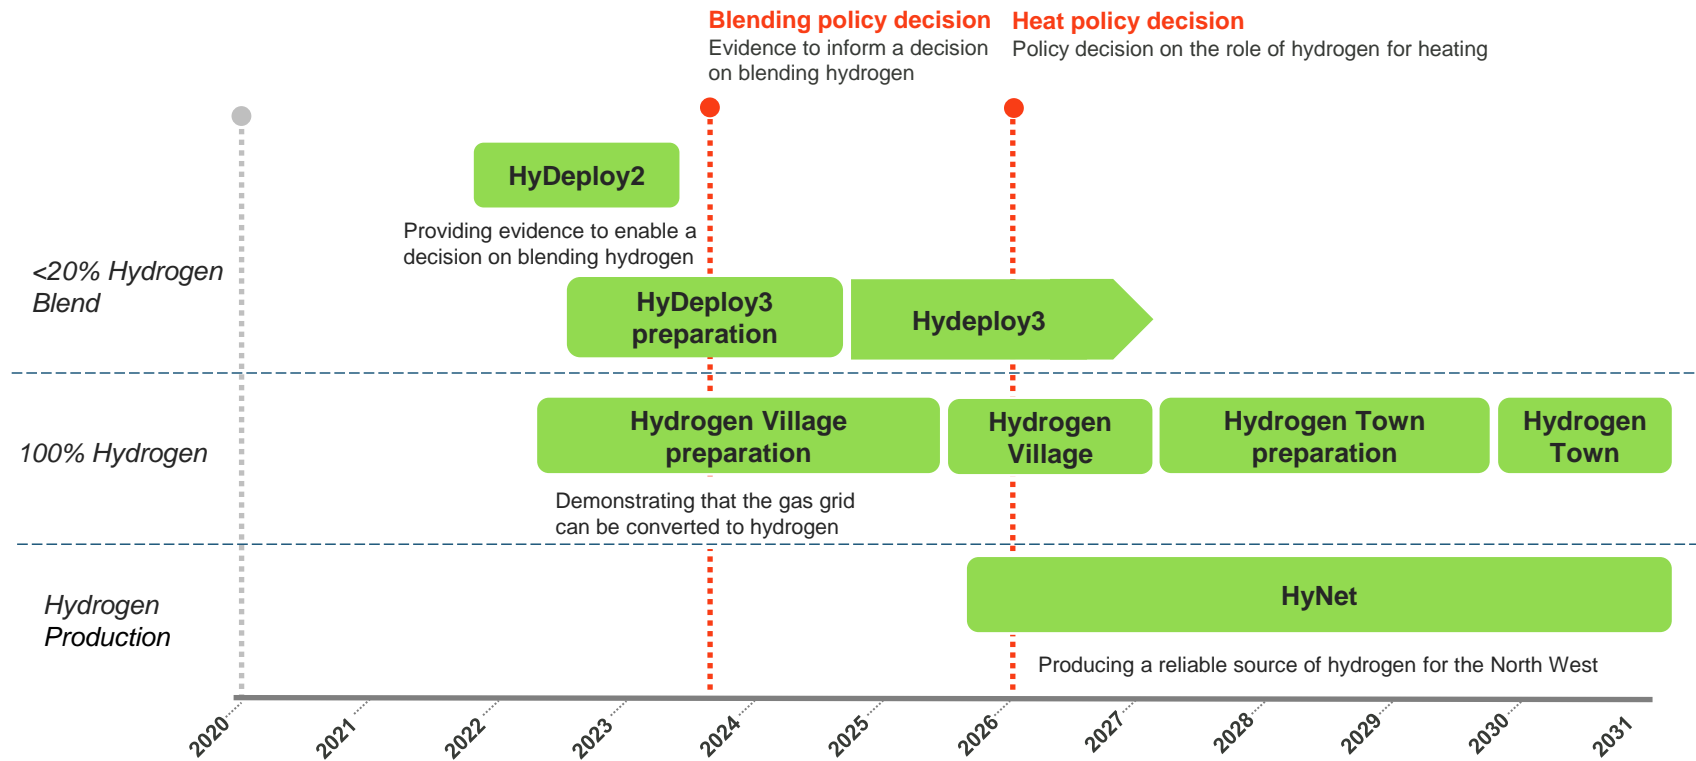 Blending policy decision
Evidence to inform a decision
on blending hydrogen
Heat policy decision
Policy decision on the role of hydrogen for heating
HyDeploy2
Providing evidence to enable a
decision on blending hydrogen
<20% Hydrogen
Blend
HyDeploy3
preparation
Hydeploy3
100% Hydrogen
Hydrogen Village
preparation
Hydrogen
Village
Hydrogen Town
preparation
Hydrogen
Town
Demonstrating that the gas grid
can be converted to hydrogen
Hydrogen
Production
HyNet
Producing a reliable source of hydrogen for the North West
2020
2021
2022
2023
2024
2025
2026
2027
2028
2029
2030
2031